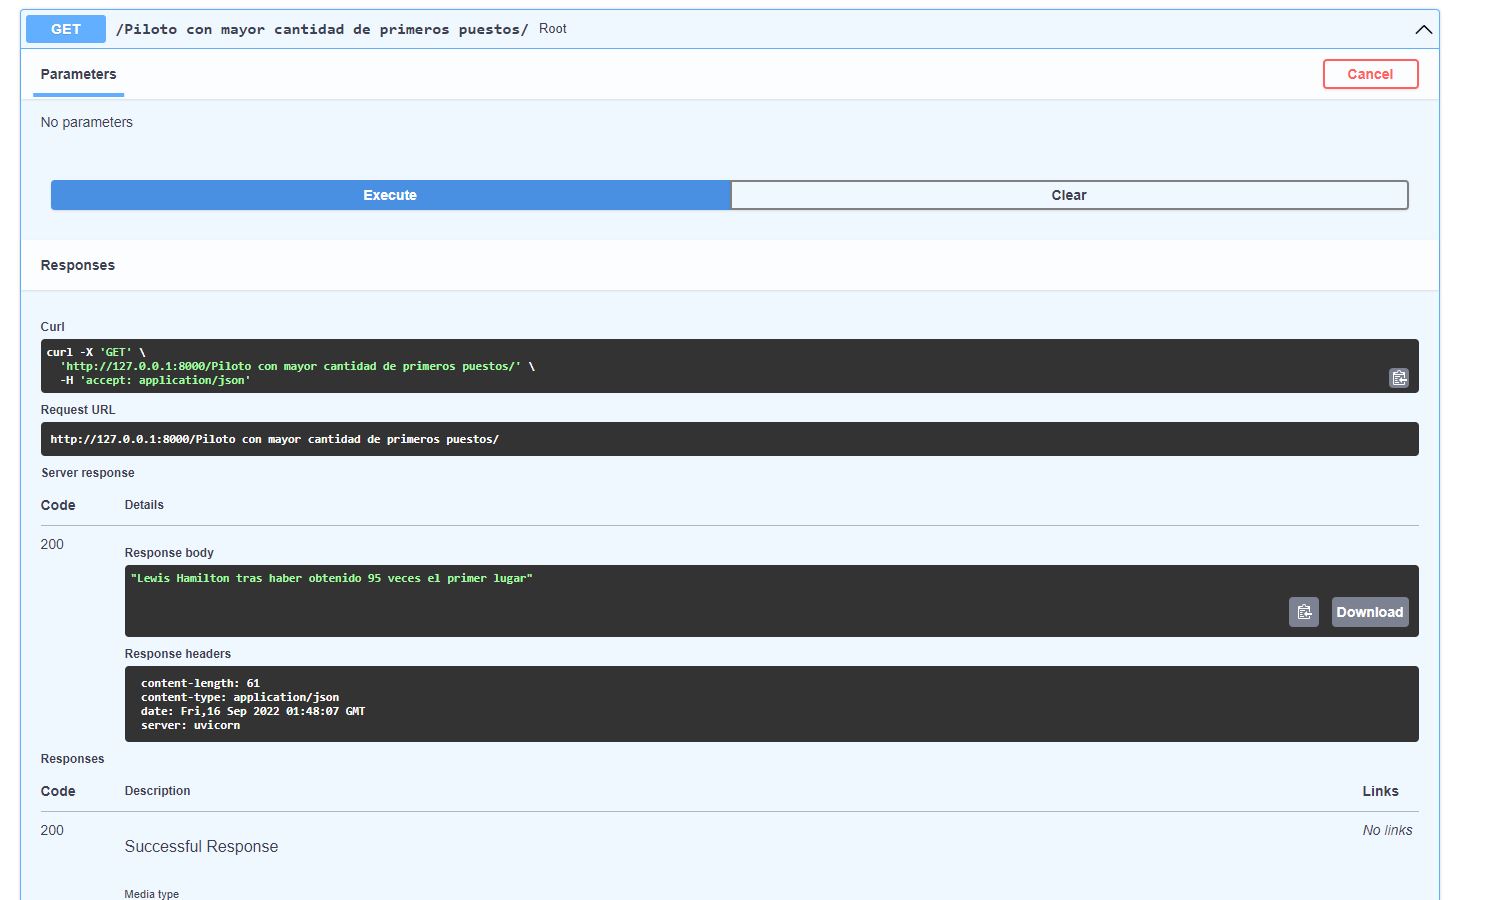 GET /Piloto con mayor cantidad de primeros puestos/ Root
Parameters
Cancel
No parameters
Execute
Clear
Responses
Curl
curl -X 'GET' \
'http://127.0.0.1:8000/Piloto con mayor cantidad de primeros puestos/' \
-H 'accept: application/json'
Request URL
http://127.0.0.1:8000/Piloto con mayor cantidad de primeros puestos/
Server response
Code Details
200
Response body
"Lewis Hamilton tras haber obtenido 95 veces el primer lugar"
Download
Response headers
content-length: 61
content-type: application/json
date: Fri,16 Sep 2022 01:48:07 GMT
server: uvicorn
Responses
Code Description Links
200 No links
Successful Response
Media type